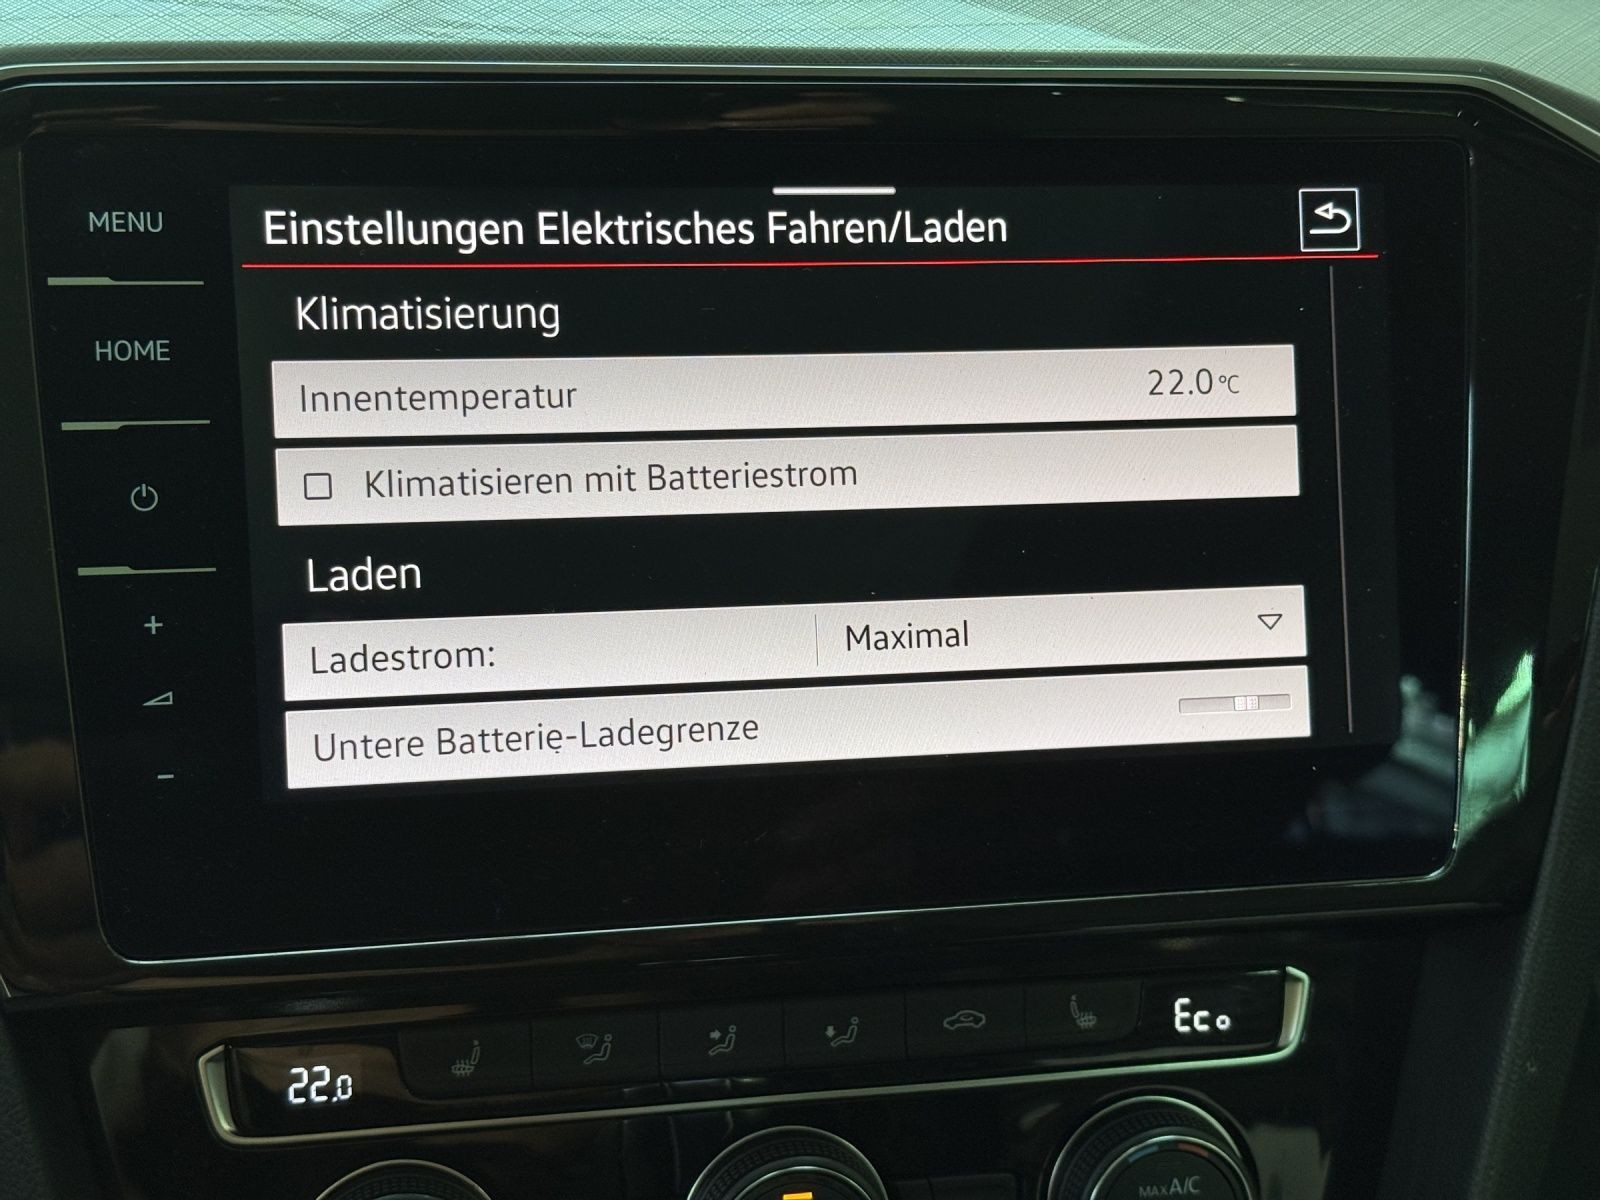 MENU
HOME
Einstellungen Elektrisches Fahren/Laden
Klimatisierung
Innentemperatur 22.0 °C
Klimatisieren mit Batteriestrom
Laden
Ladestrom: Maximal
Untere Batterie-Ladegrenze
+
−
22.0
Eco
MAX A/C